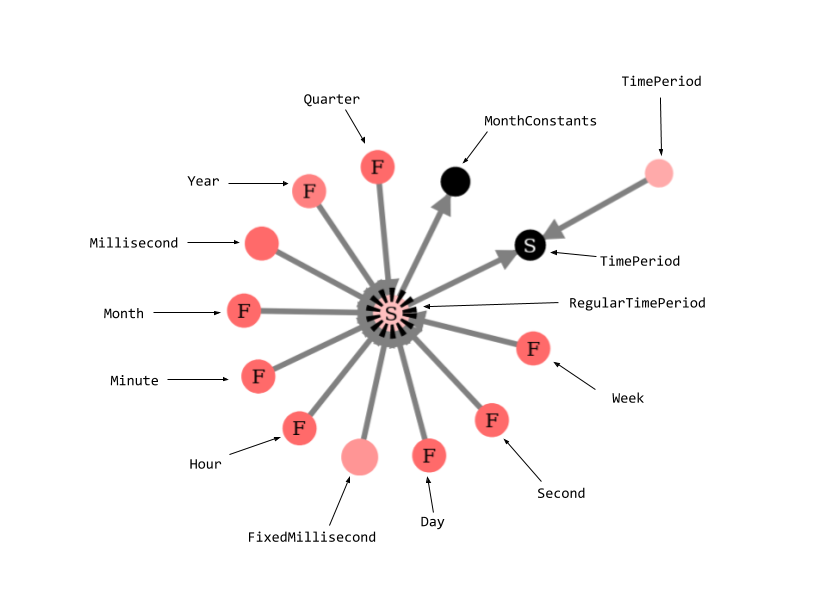 TimePeriod
Quarter
MonthConstants
F
Year
F
Millisecond
S
TimePeriod
RegularTimePeriod
Month
F
S
F
Minute
F
Week
F
F
Hour
F
Second
Day
FixedMillisecond